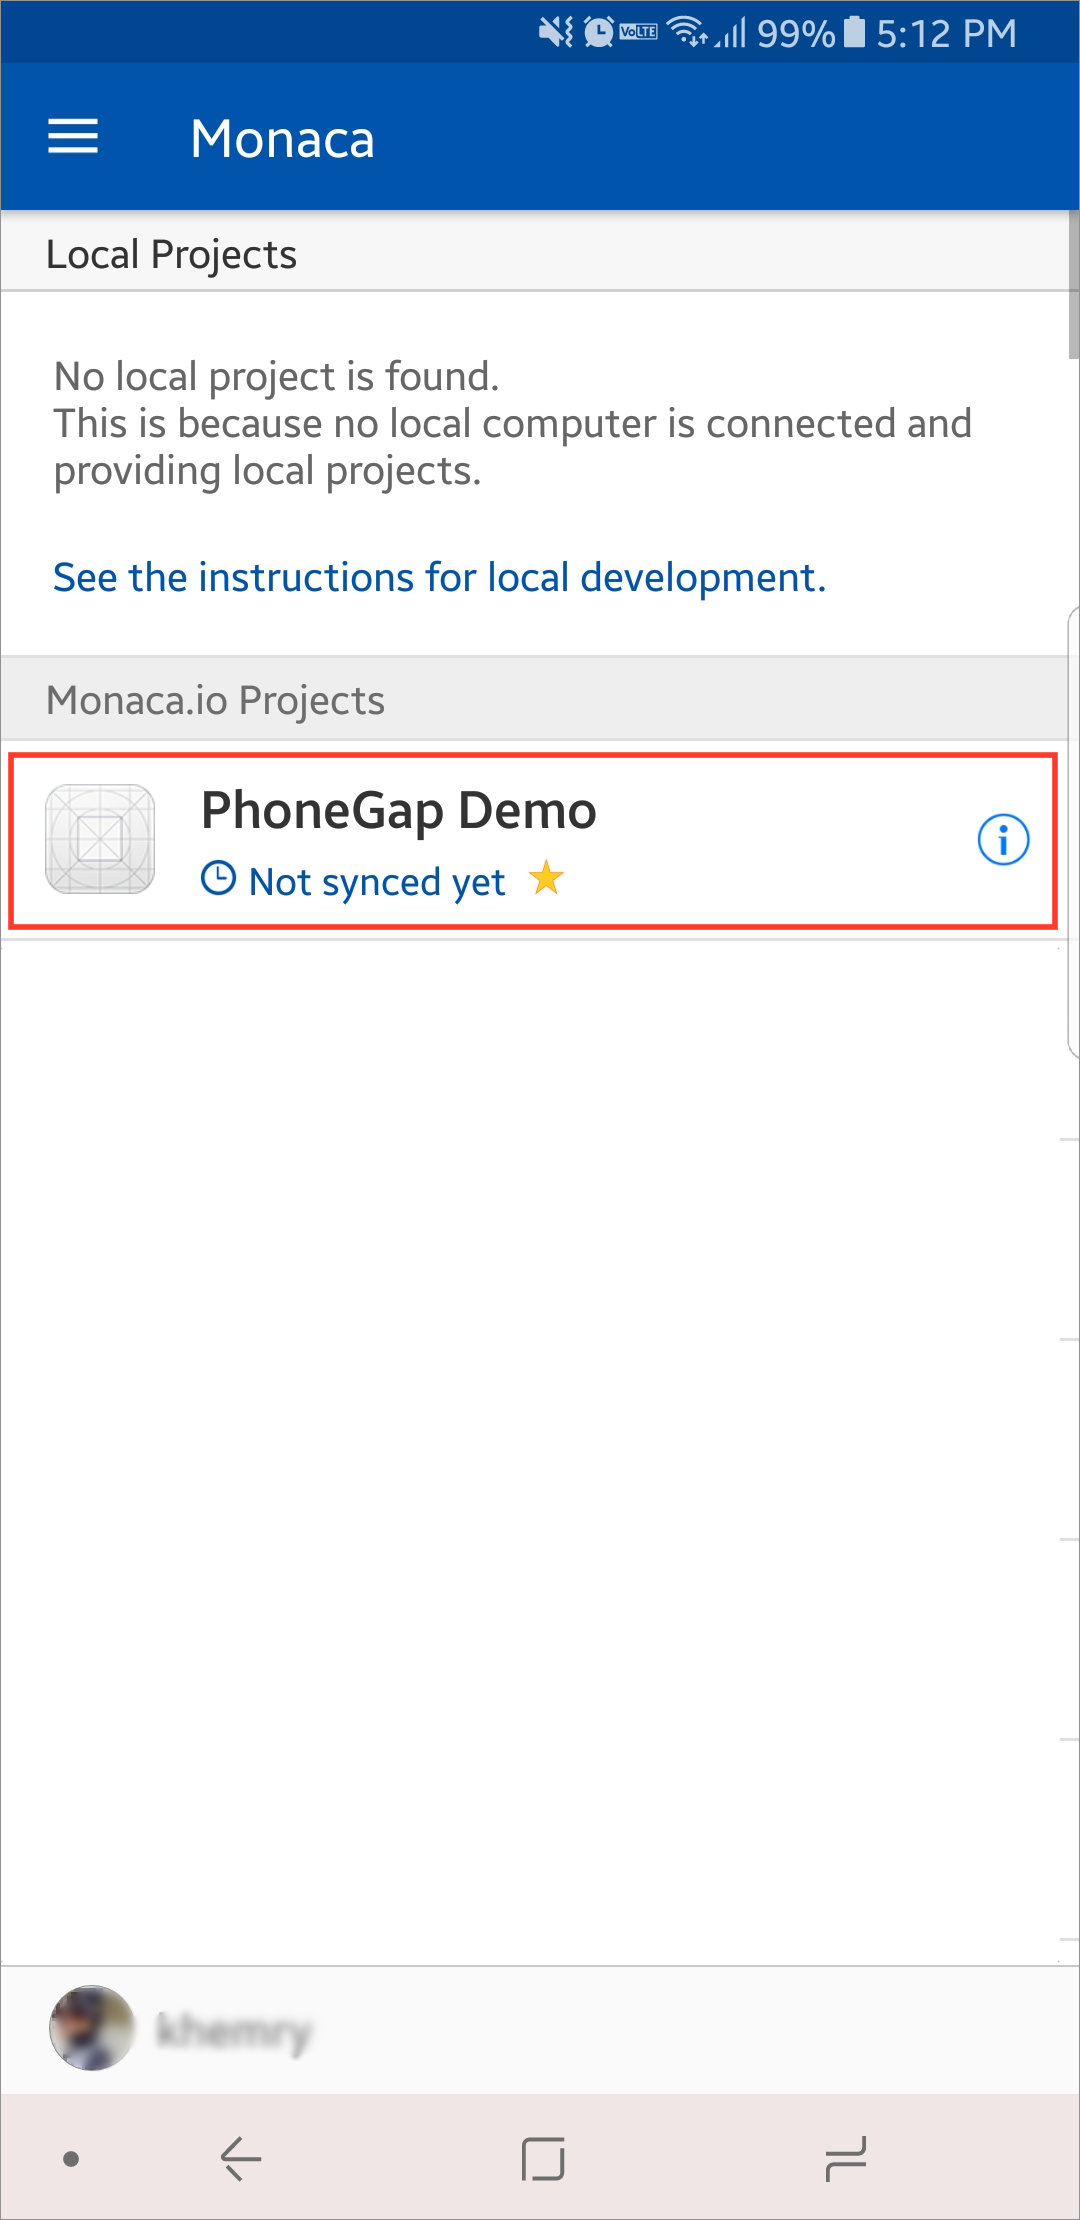 VoLTE 99% 5:12 PM
Monaca
Local Projects
No local project is found.
This is because no local computer is connected and
providing local projects.
See the instructions for local development.
Monaca.io Projects
PhoneGap Demo
Not synced yet
khemry